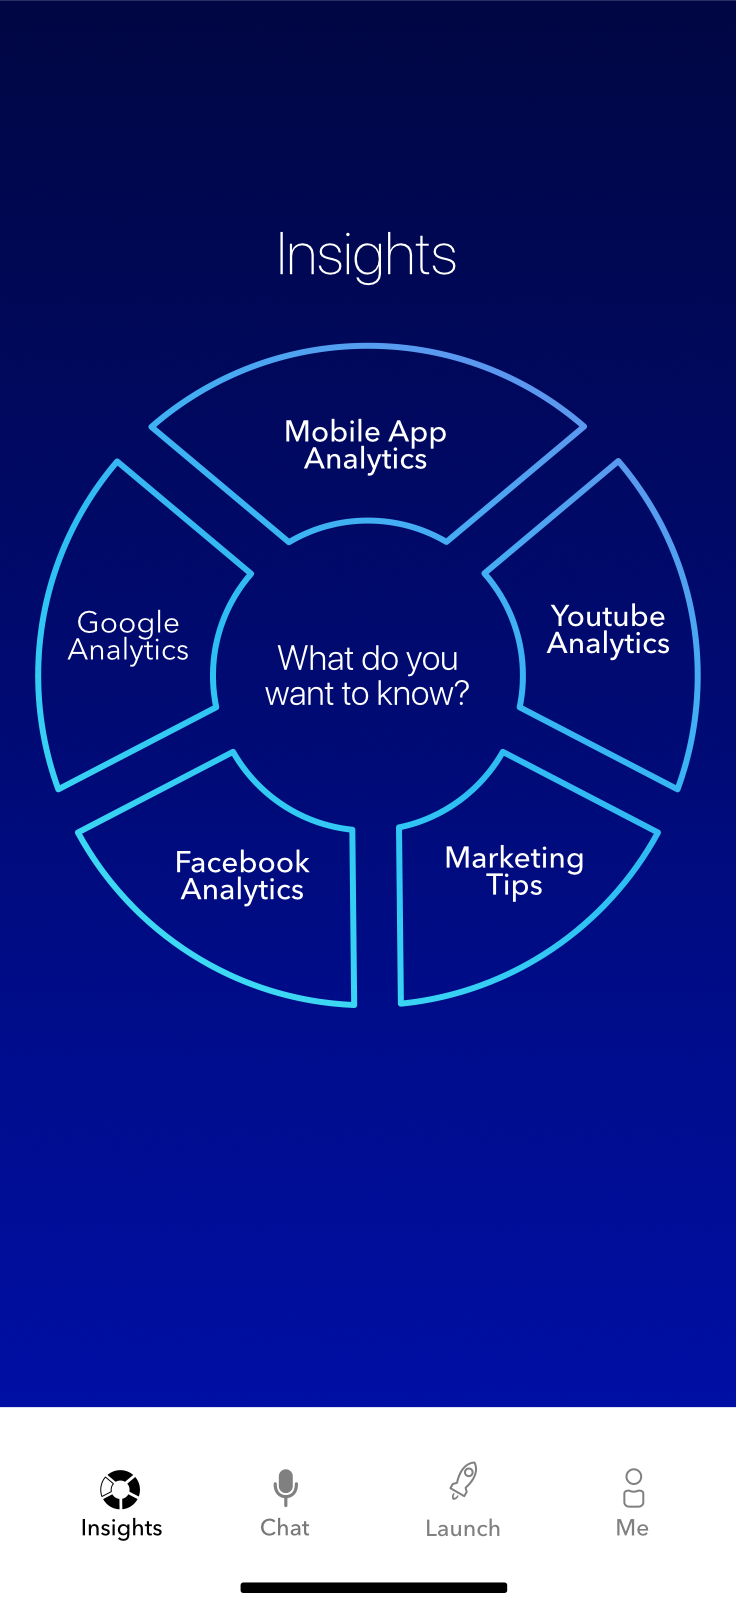 Insights
Mobile App
Analytics
Google
Analytics
Youtube
Analytics
What do you
want to know?
Facebook
Analytics
Marketing
Tips
Insights
Chat
Launch
Me